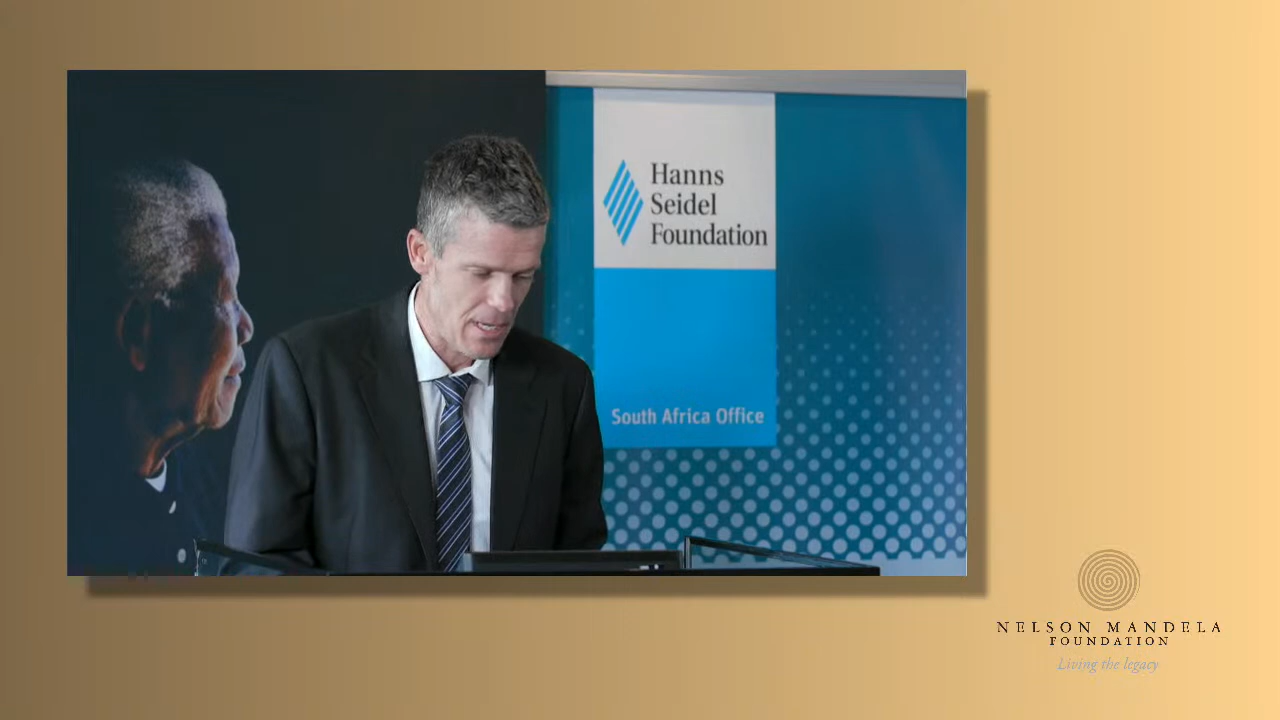 Hanns
Seidel
Foundation
South Africa Office
NELSON MANDELA
FOUNDATION
Living the legacy